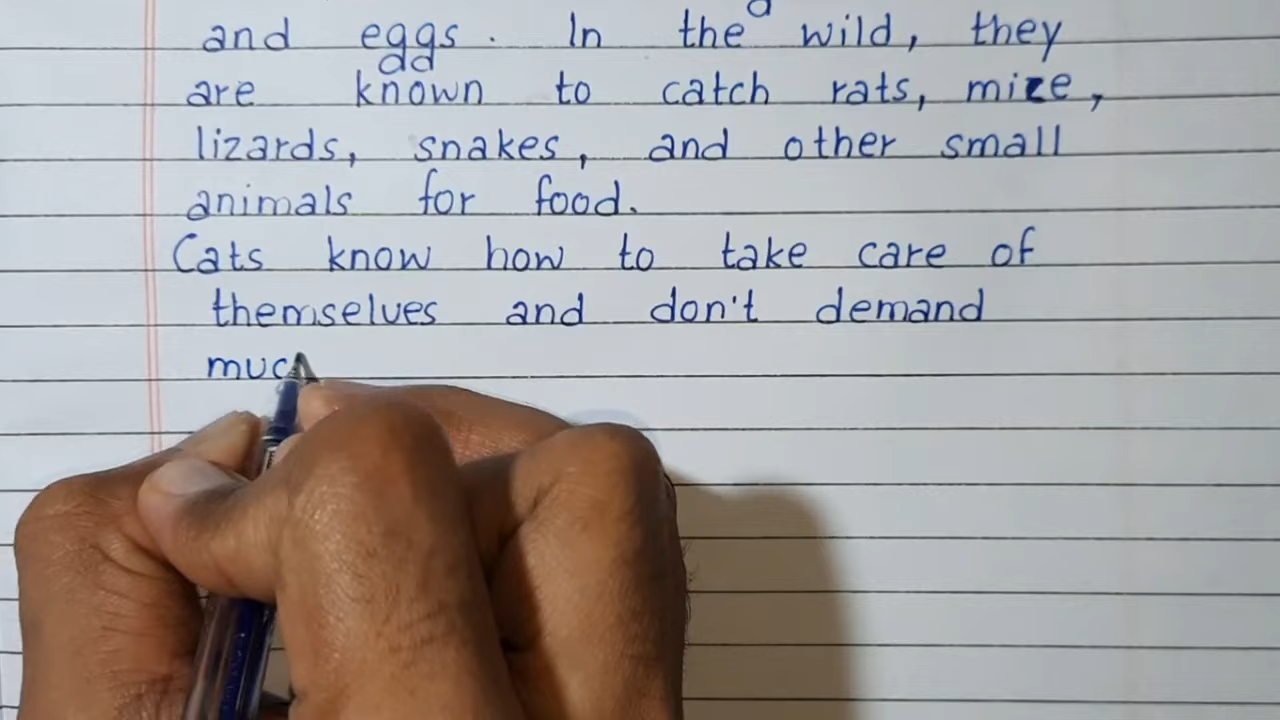 and eggs. In the wild, they
are known to catch rats, mice,
lizards, snakes, and other small
animals for food.
Cats know how to take care of
themselves and don't demand
muc